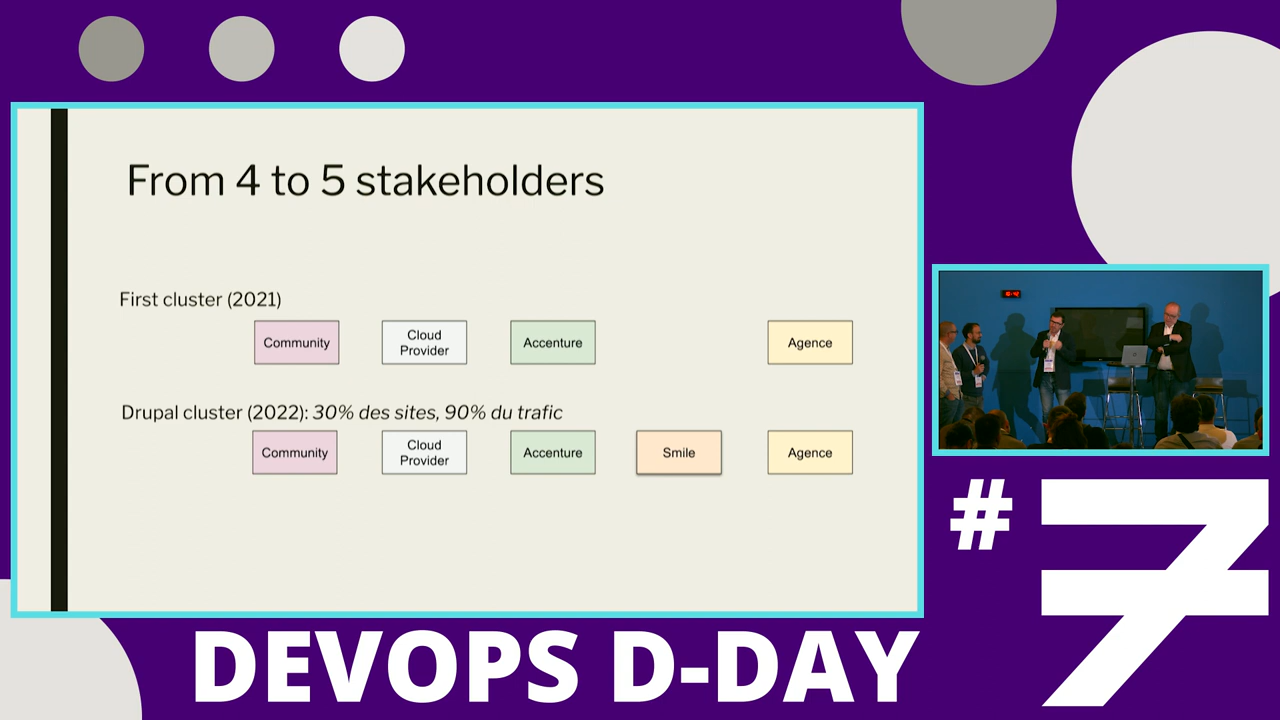 From 4 to 5 stakeholders
First cluster (2021)
Community
Cloud
Provider
Accenture
Agence
Drupal cluster (2022): 30% des sites, 90% du trafic
Community
Cloud
Provider
Accenture
Smile
Agence
#7
DEVOPS D-DAY